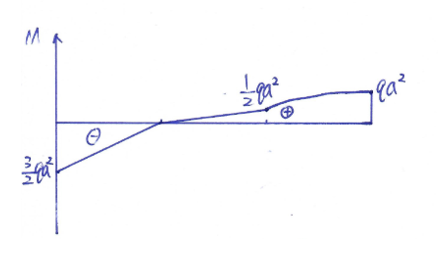 M
1/2 qa²
⊕
qa²
⊖
3/2 qa²